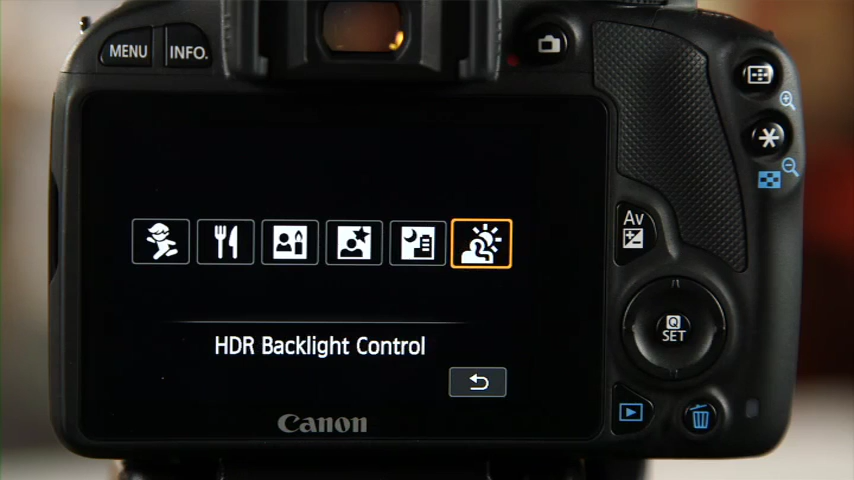 MENU
INFO.
Av
Q
SET
HDR Backlight Control
Canon